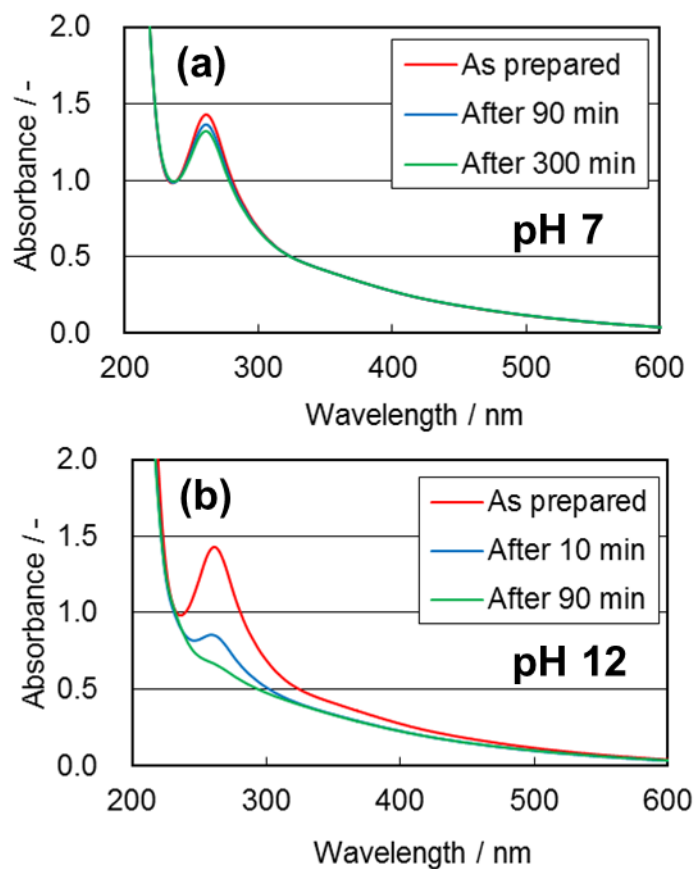 2.0
(a)
As prepared
After 90 min
After 300 min
1.5
1.0
pH 7
0.5
0.0
Absorbance / -
200 300 400 500 600
Wavelength / nm
2.0
(b)
As prepared
After 10 min
After 90 min
1.5
1.0
pH 12
0.5
0.0
Absorbance / -
200 300 400 500 600
Wavelength / nm